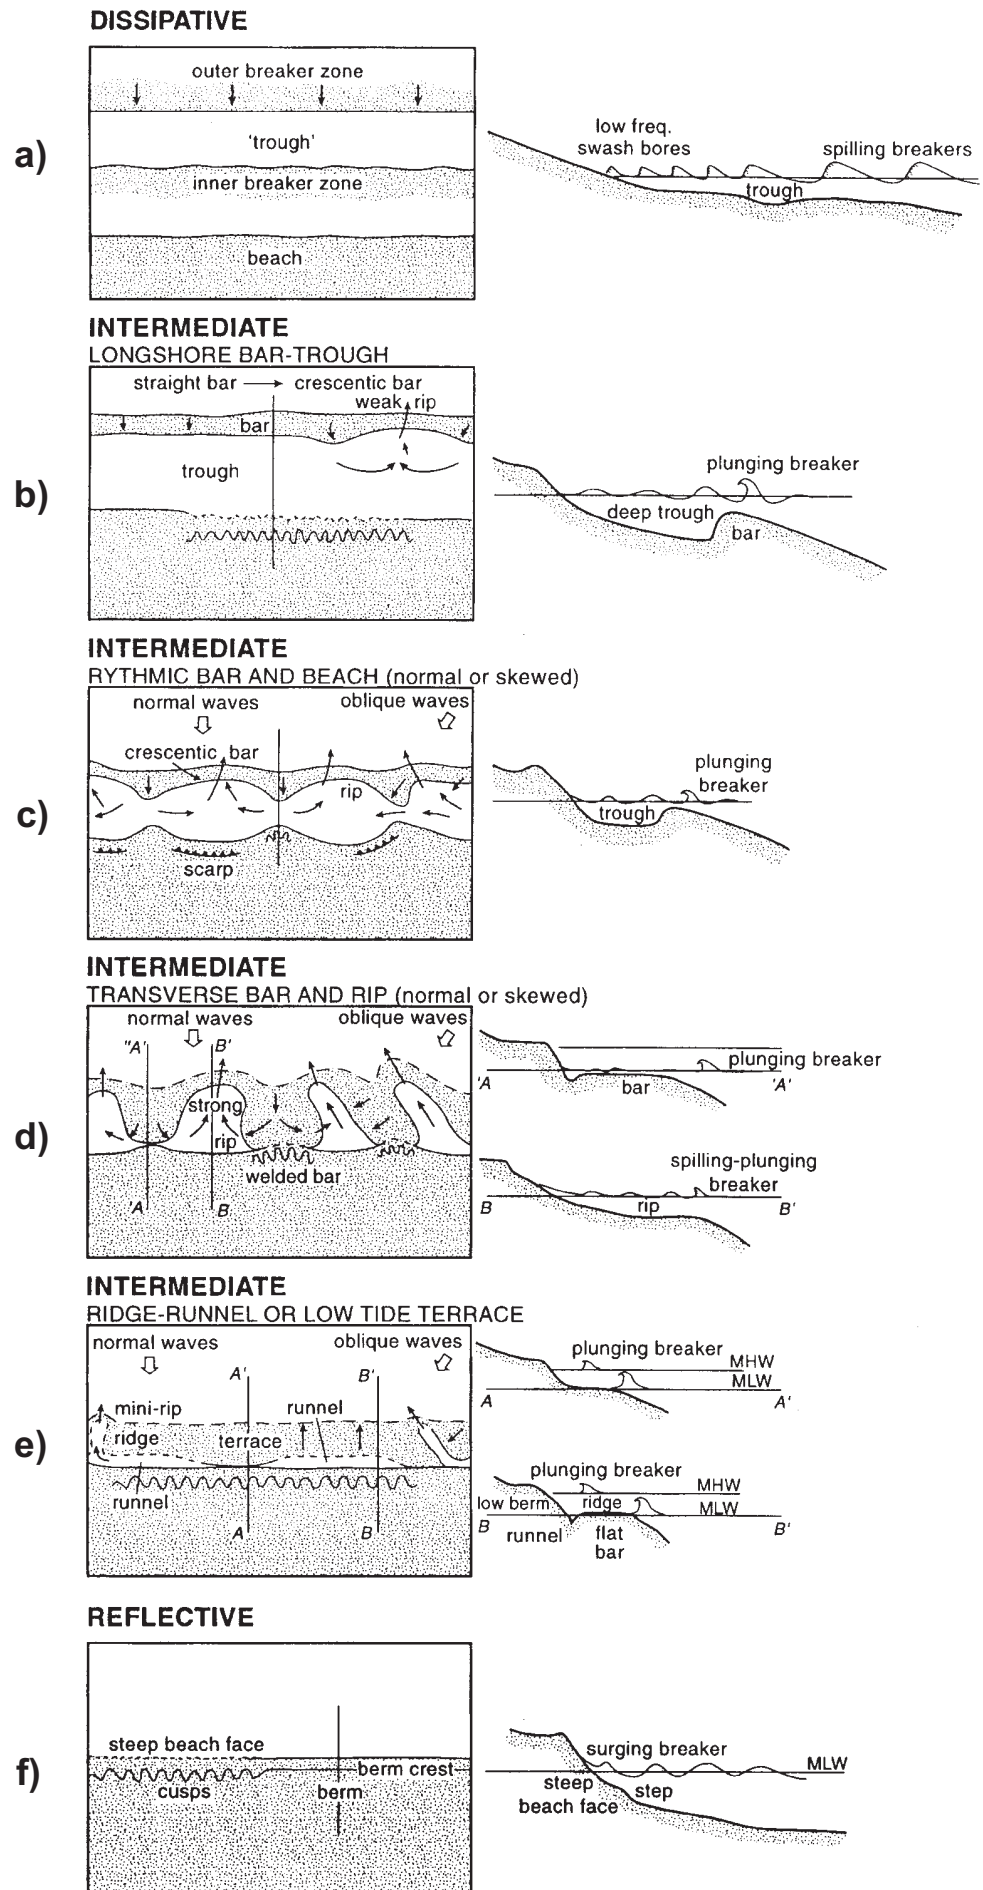 DISSIPATIVE
a)
outer breaker zone
'trough'
inner breaker zone
beach
low freq.
swash bores
spilling breakers
trough
INTERMEDIATE
LONGSHORE BAR-TROUGH
b)
straight bar → crescentic bar
weak rip
bar
trough
plunging breaker
deep trough
bar
INTERMEDIATE
RYTHMIC BAR AND BEACH (normal or skewed)
c)
normal waves
oblique waves
crescentic bar
rip
scarp
plunging
breaker
trough
INTERMEDIATE
TRANSVERSE BAR AND RIP (normal or skewed)
d)
normal waves
oblique waves
"A'
B'
strong
rip
welded bar
'A
B
plunging breaker
'A
bar
'A'
spilling-plunging
breaker
B
rip
B'
INTERMEDIATE
RIDGE-RUNNEL OR LOW TIDE TERRACE
e)
normal waves
oblique waves
A'
B'
mini-rip
runnel
ridge
terrace
runnel
A
B
plunging breaker
MHW
MLW
A
A'
plunging breaker
MHW
low berm
ridge
MLW
B
runnel
flat
bar
B'
REFLECTIVE
f)
steep beach face
berm crest
cusps
berm
surging breaker
MLW
steep
beach face
step